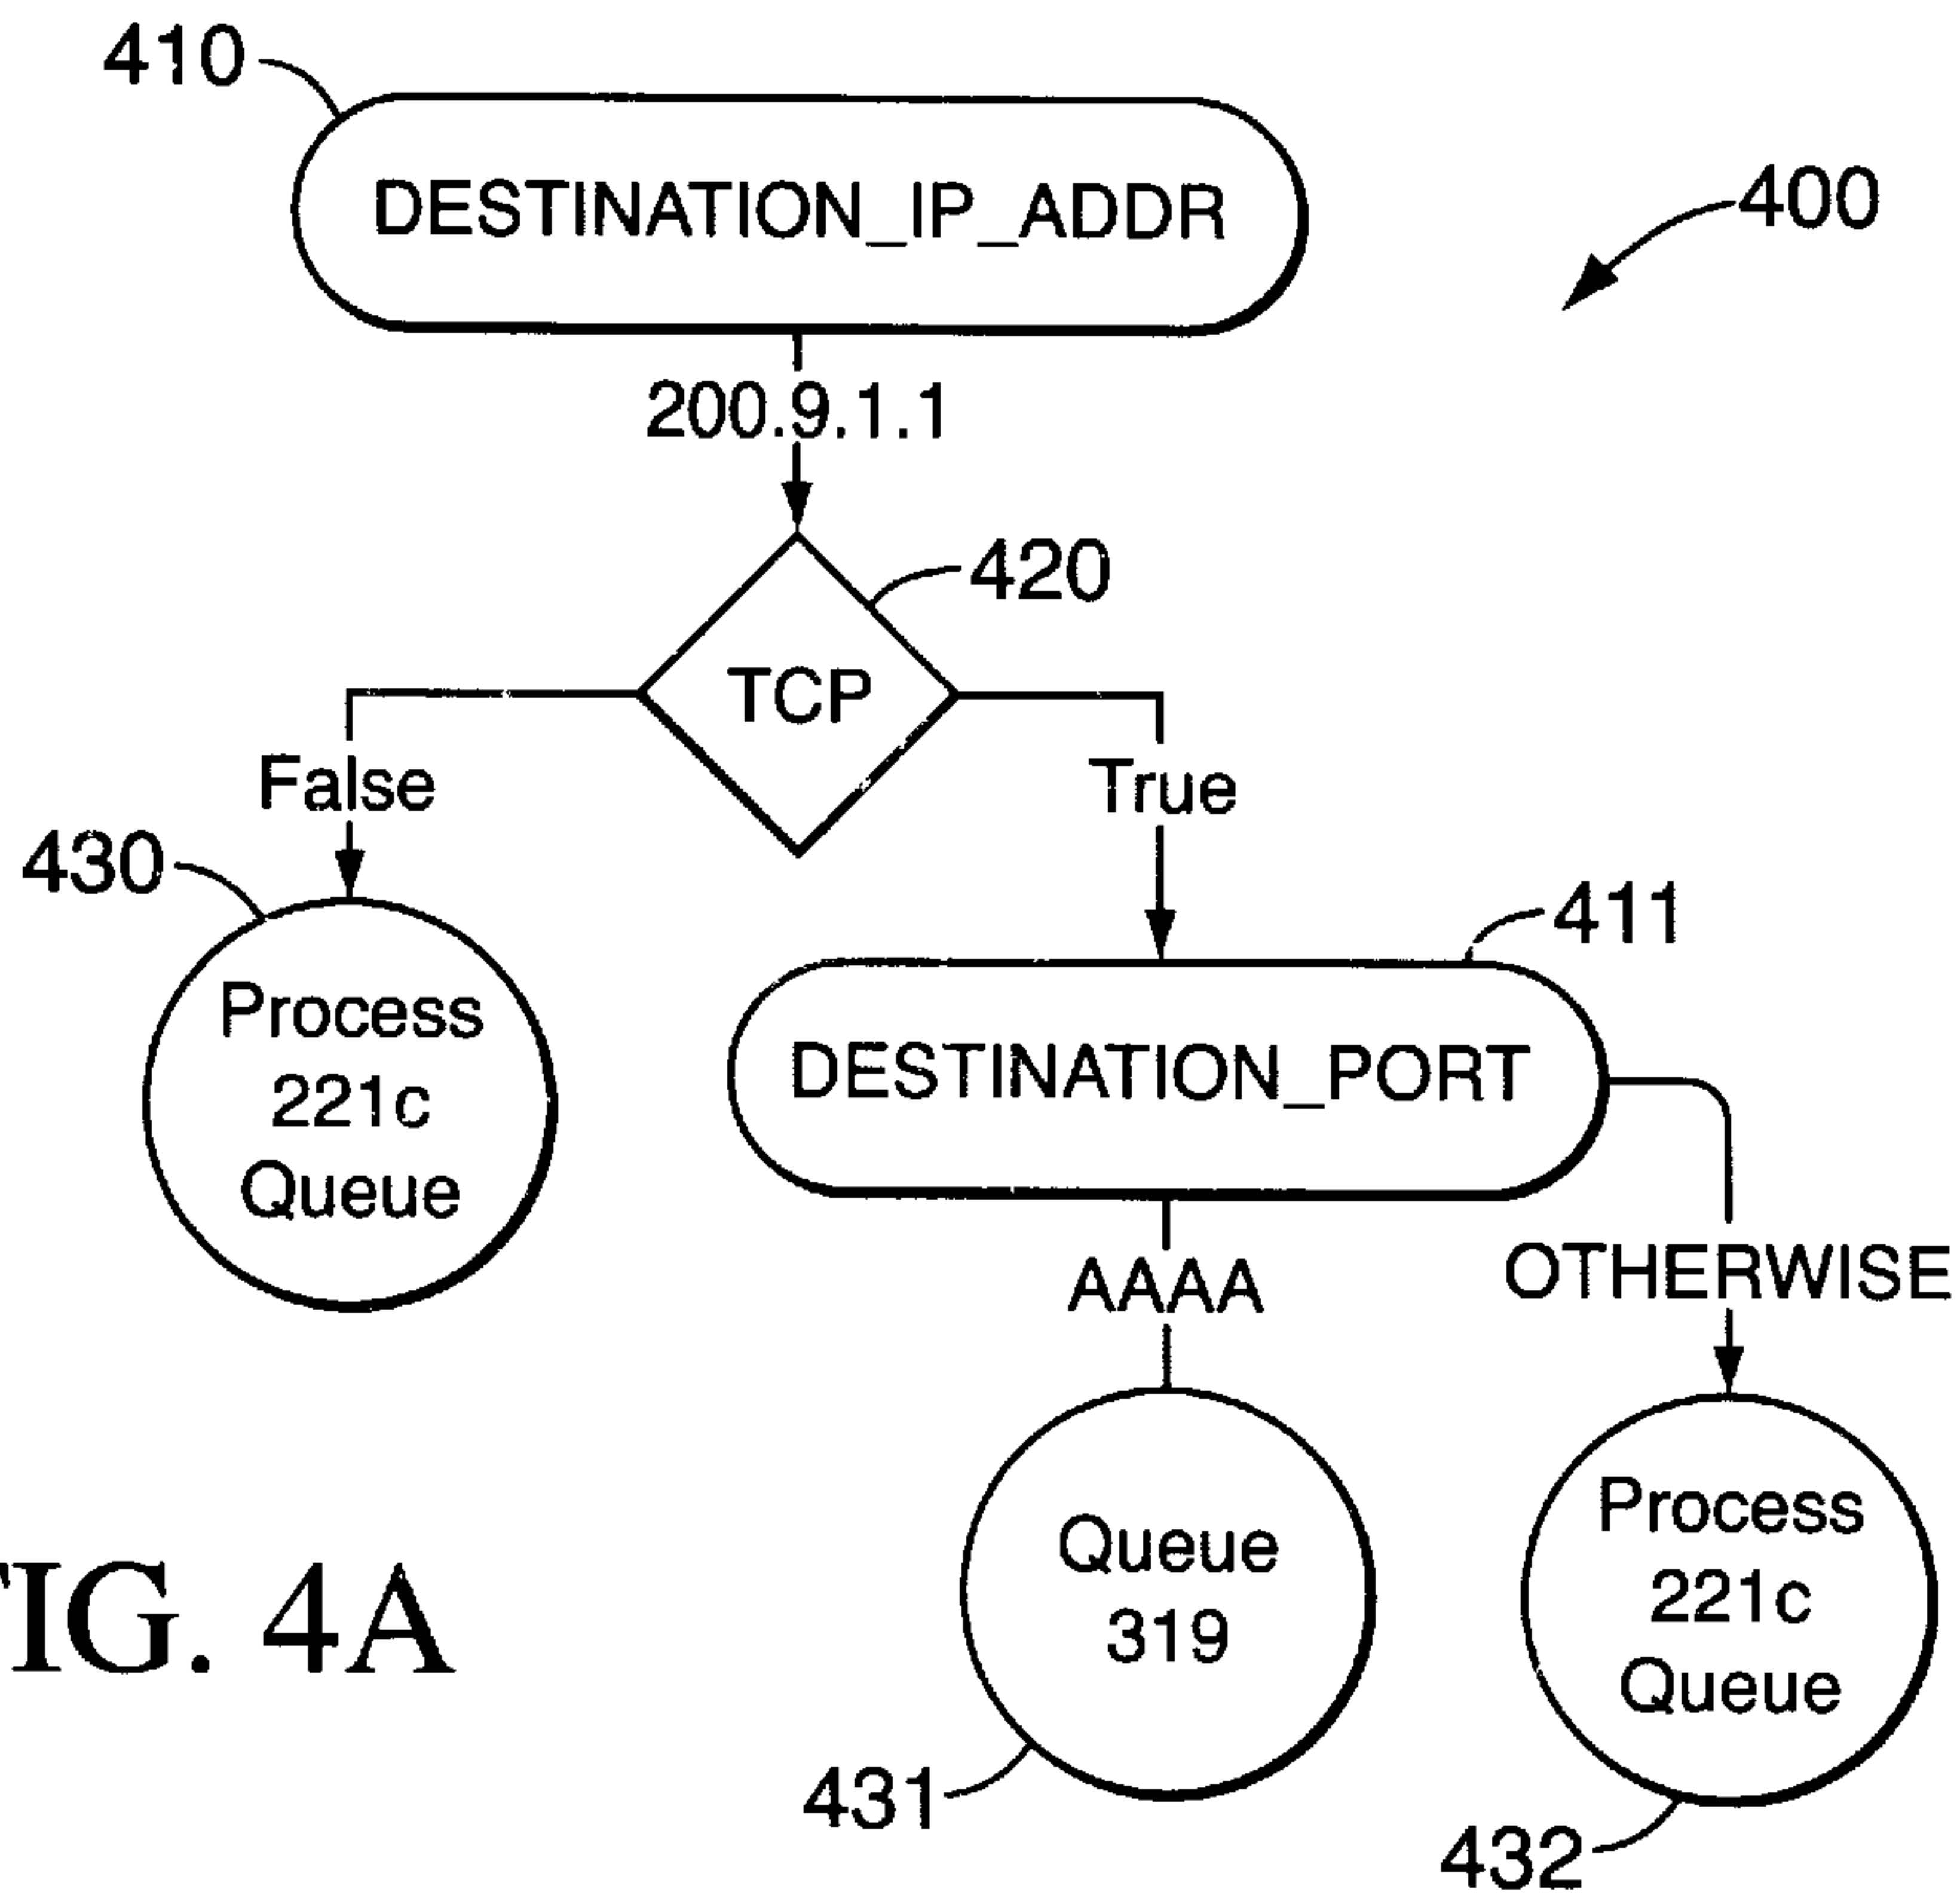 410
DESTINATION_IP_ADDR
400
200.9.1.1
420
TCP
False
True
430
411
Process
221c
Queue
DESTINATION_PORT
AAAA
OTHERWISE
Queue
319
Process
221c
Queue
FIG. 4A
431
432